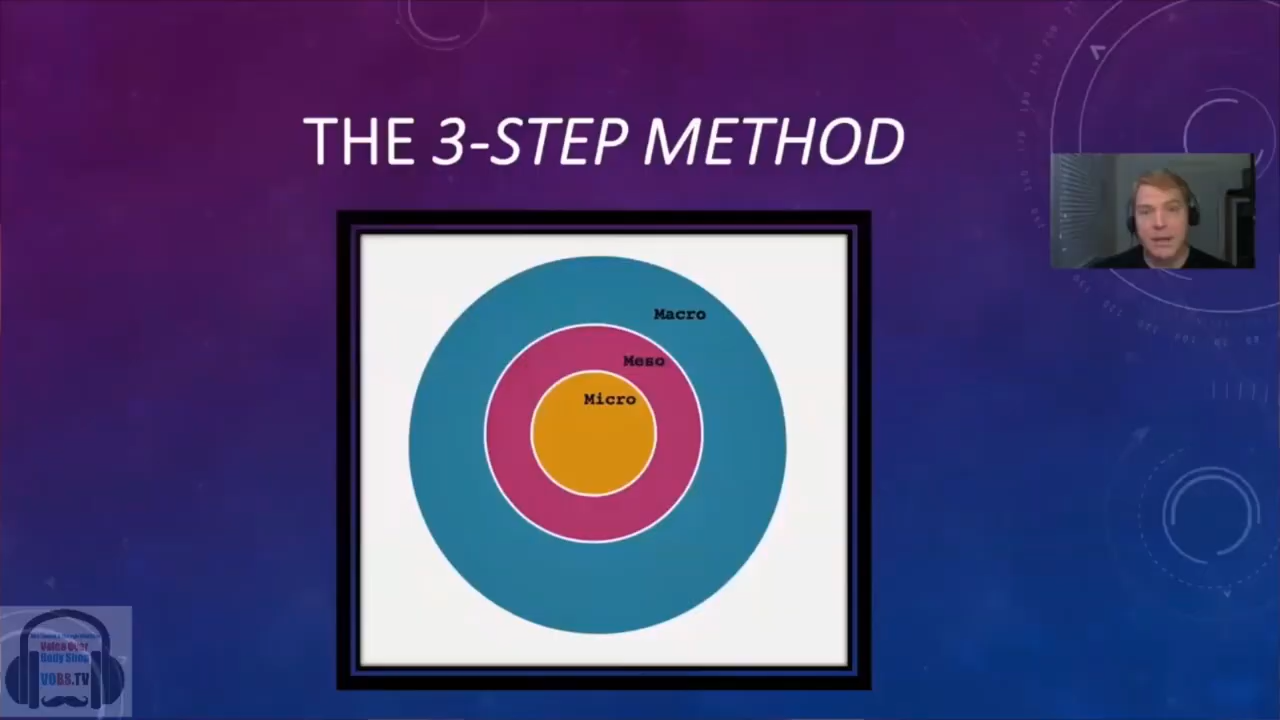 THE 3-STEP METHOD
Macro
Meso
Micro
Voice Over
Body Shop
VOBS.TV